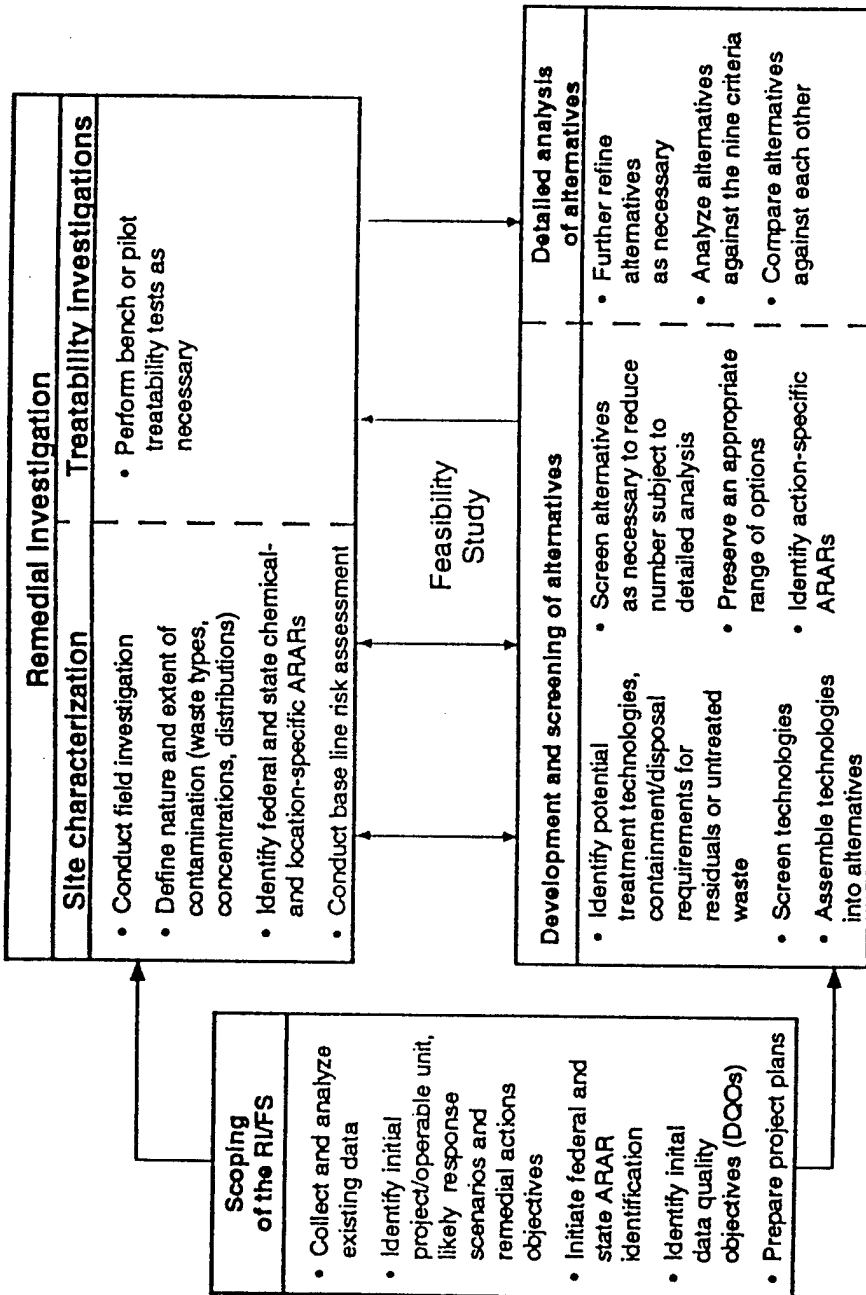 Scoping
of the RI/FS
• Collect and analyze
existing data
• Identify initial
project/operable unit,
likely response
scenarios and
remedial actions
objectives
• Initiate federal and
state ARAR
identification
• Identify inital
data quality
objectives (DQOs)
• Prepare project plans
Remedial Investigation
Site characterization
• Conduct field investigation
• Define nature and extent of
contamination (waste types,
concentrations, distributions)
• Identify federal and state chemical-
and location-specific ARARs
• Conduct base line risk assessment
Treatability investigations
• Perform bench or pilot
treatability tests as
necessary
Feasibility
Study
Development and screening of alternatives
• Identify potential
treatment technologies,
containment/disposal
requirements for
residuals or untreated
waste
• Screen technologies
• Assemble technologies
into alternatives
• Screen alternatives
as necessary to reduce
number subject to
detailed analysis
• Preserve an appropriate
range of options
• Identify action-specific
ARARs
Detailed analysis
of alternatives
• Further refine
alternatives
as necessary
• Analyze alternatives
against the nine criteria
• Compare alternatives
against each other